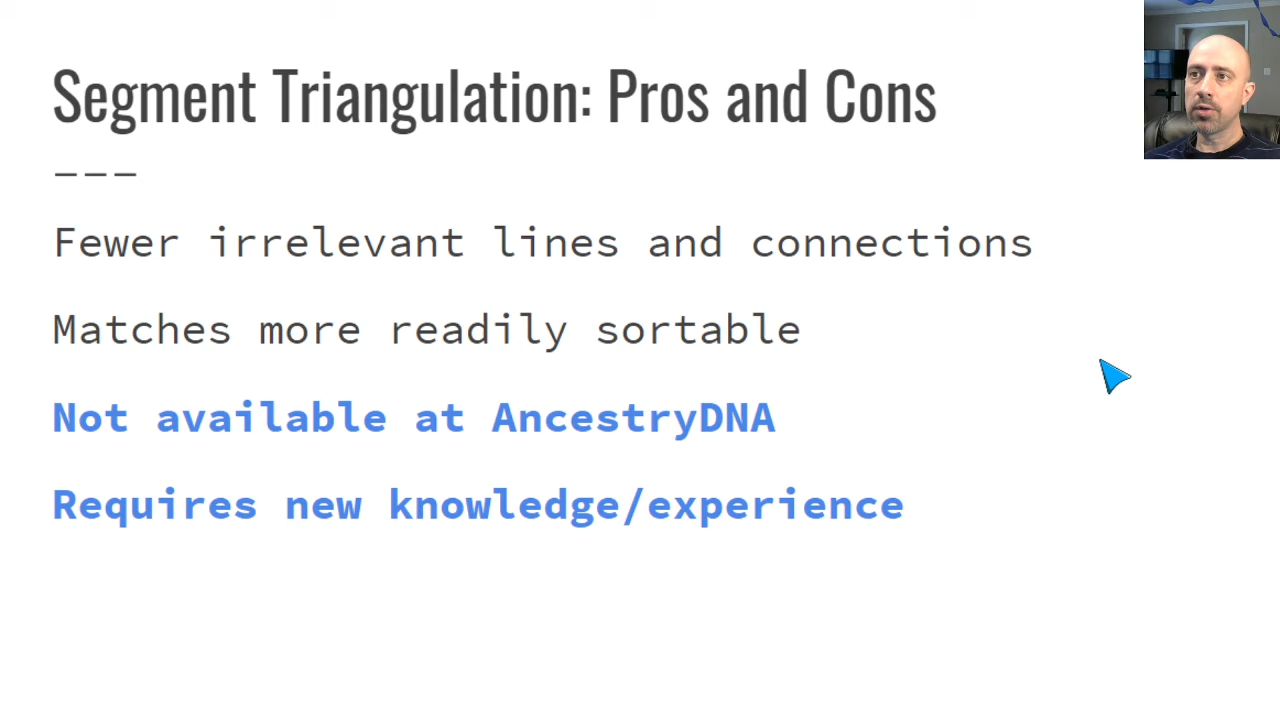 Segment Triangulation: Pros and Cons
Fewer irrelevant lines and connections
Matches more readily sortable
Not available at AncestryDNA
Requires new knowledge/experience